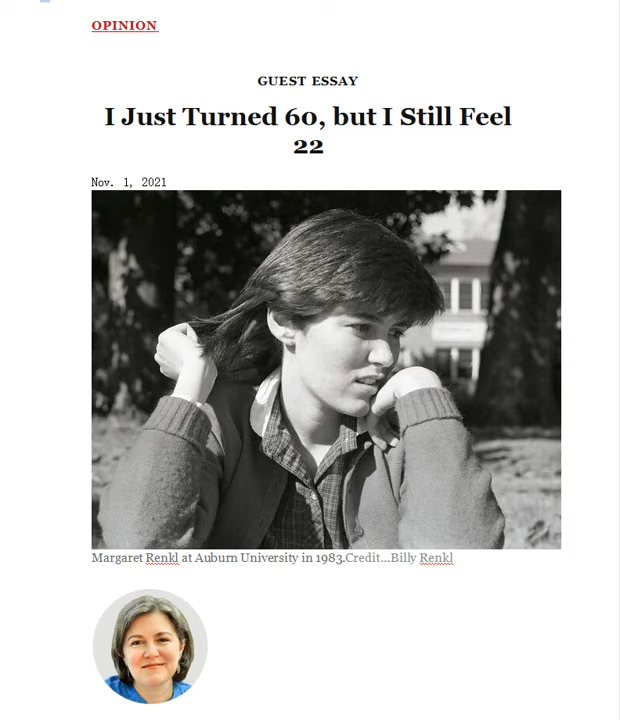 OPINION
GUEST ESSAY
I Just Turned 60, but I Still Feel
22
Nov. 1, 2021
Margaret Renkl at Auburn University in 1983.Credit...Billy Renkl